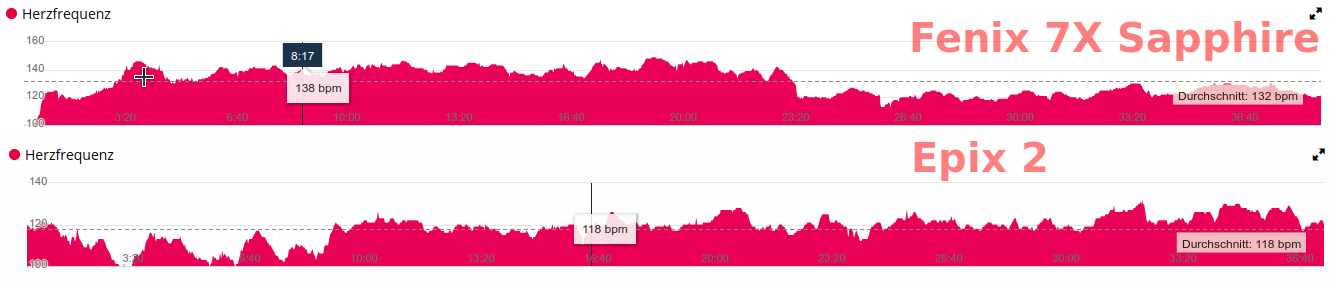 Herzfrequenz
Fenix 7X Sapphire
160
8:17
140
138 bpm
120
Durchschnitt: 132 bpm
100
3:20 6:40 10:00 13:20 16:40 20:00 23:20 26:40 30:00 33:20 36:40
Herzfrequenz
Epix 2
140
120
118 bpm
Durchschnitt: 118 bpm
100
3:20 6:40 10:00 13:20 16:40 20:00 23:20 26:40 30:00 33:20 36:40